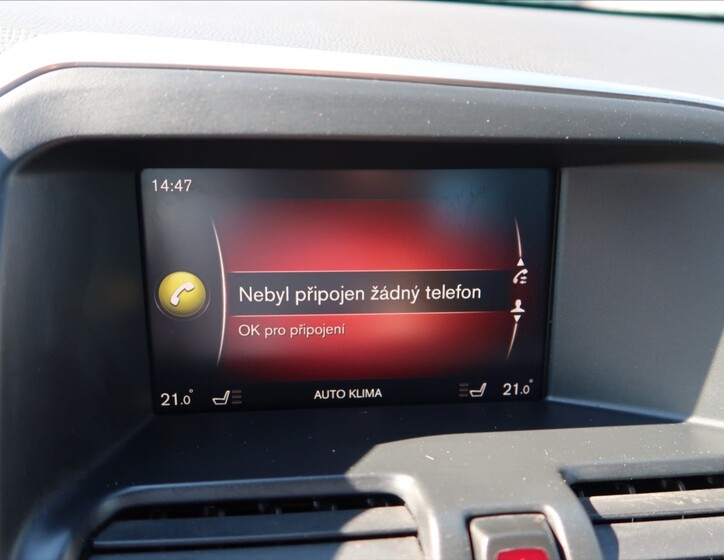 14:47
Nebyl připojen žádný telefon
OK pro připojení
21.0° AUTO KLIMA 21.0°